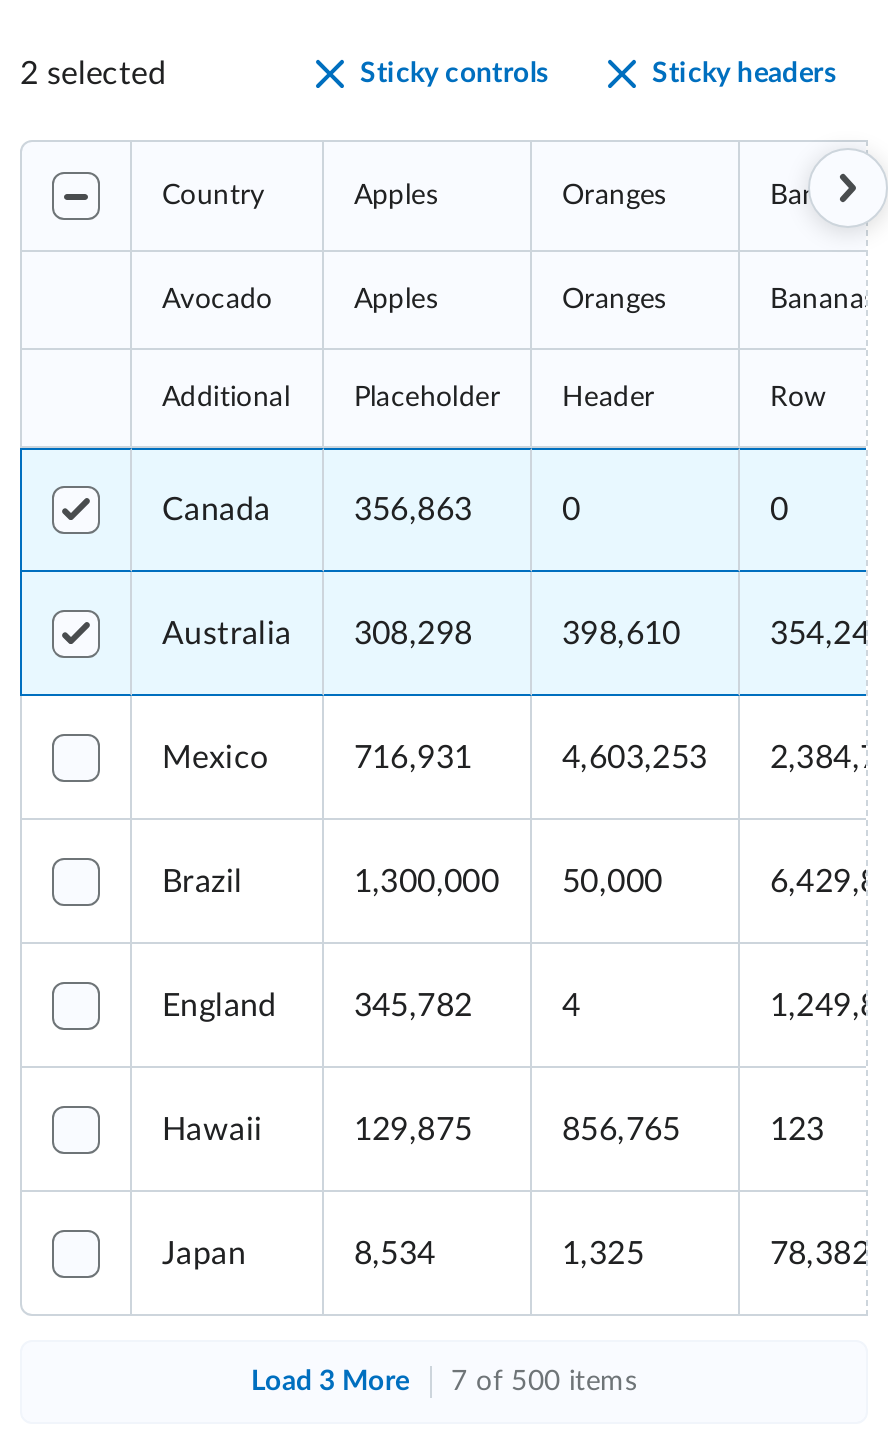 2 selected Sticky controls Sticky headers
Country Apples Oranges
Avocado Apples Oranges Bananas
Additional Placeholder Header Row
Canada 356,863 0 0
Australia 308,298 398,610
Mexico 716,931 4,603,253
Brazil 1,300,000 50,000
England 345,782 4
Hawaii 129,875 856,765 123
Japan 8,534 1,325 78,382
Load 3 More 7 of 500 items